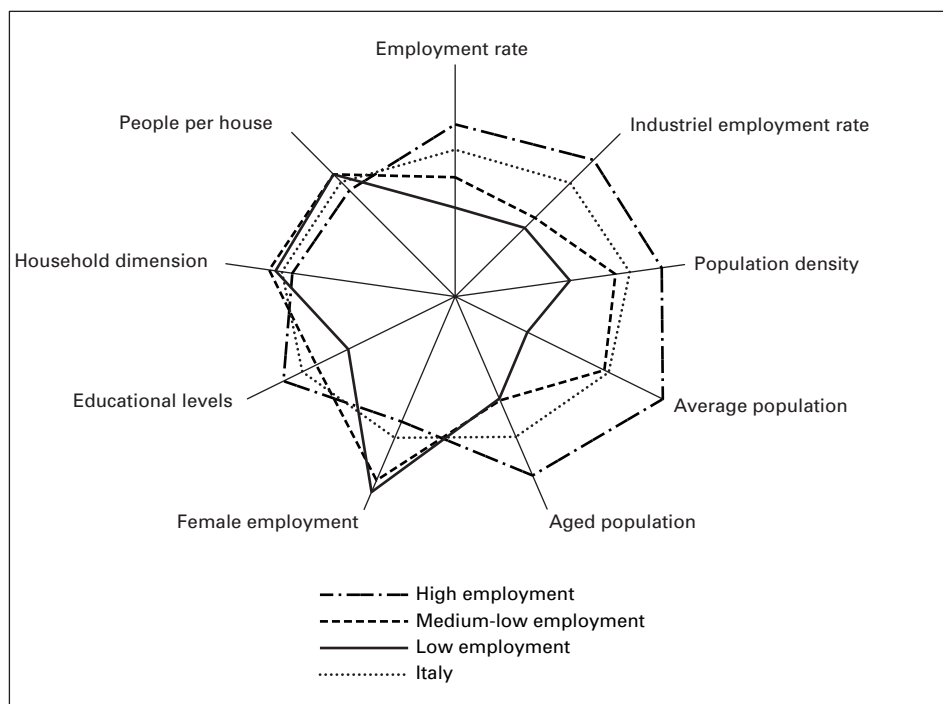 Employment rate
People per house
Industriel employment rate
Household dimension
Population density
Educational levels
Average population
Female employment
Aged population
High employment
Medium-low employment
Low employment
Italy